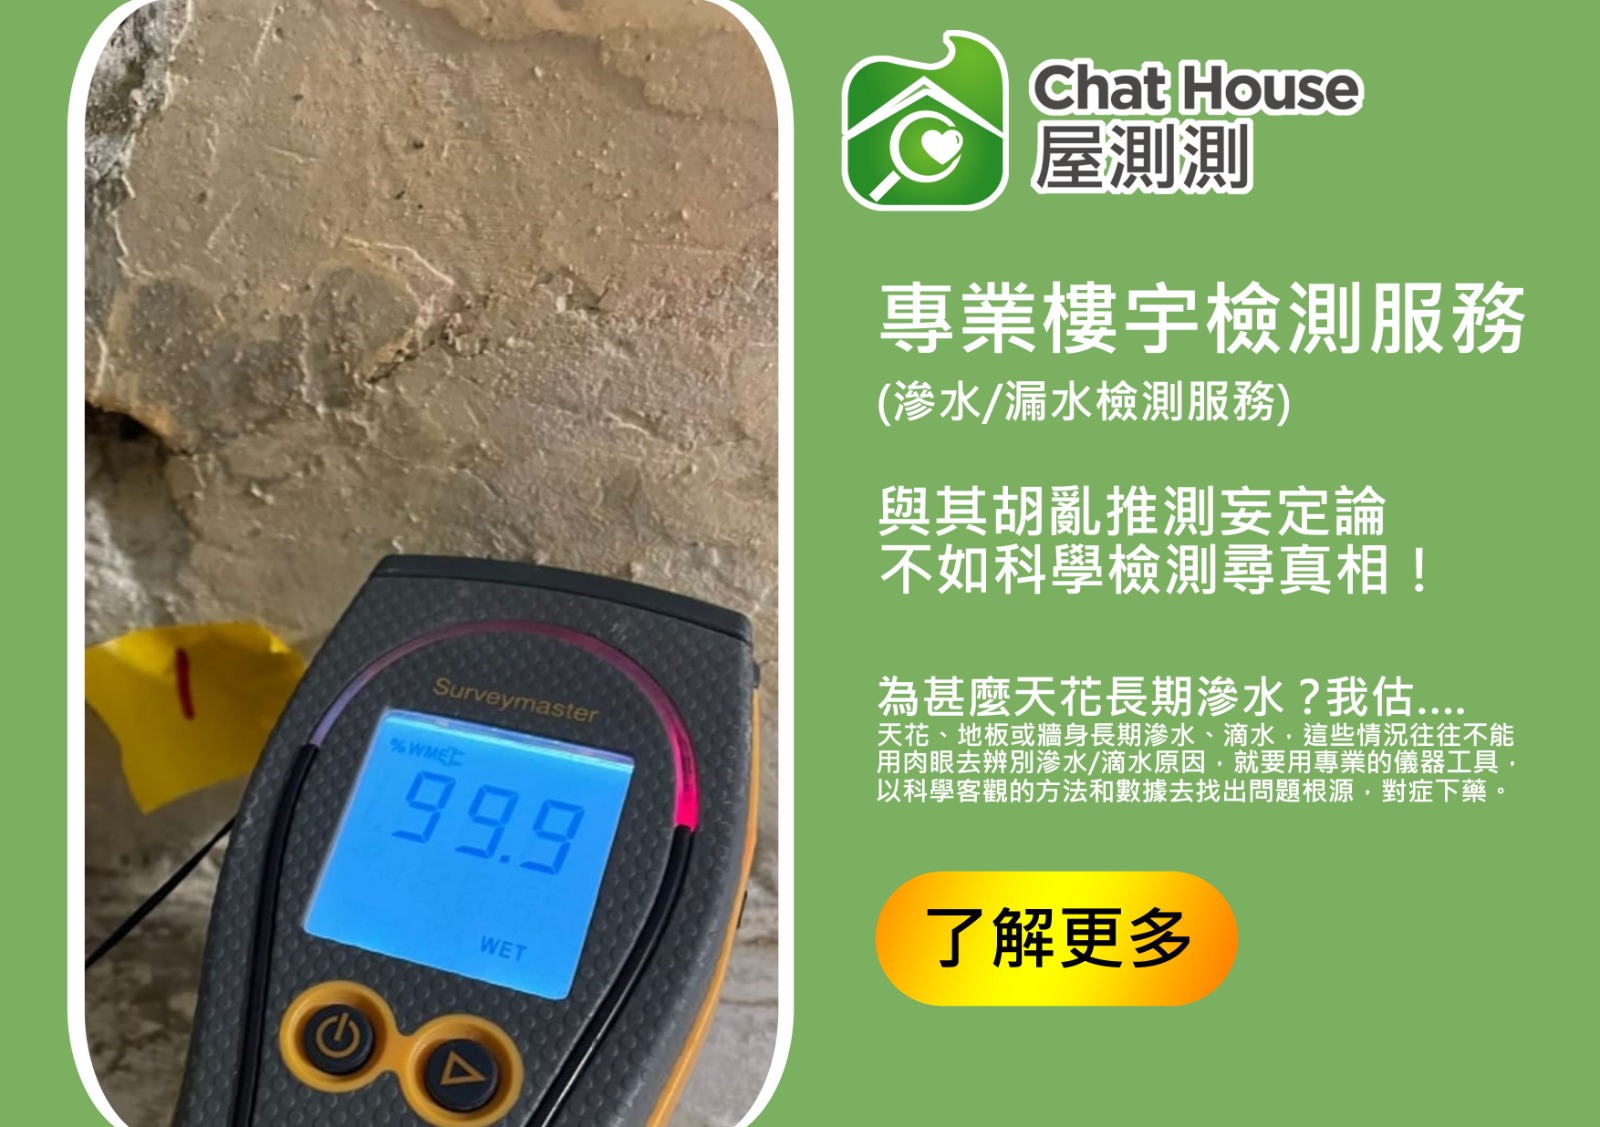 Chat House
屋測測
專業樓宇檢測服務
(滲水/漏水檢測服務)
與其胡亂推測妄定論
不如科學檢測尋真相！
為甚麼天花長期滲水？我估....
天花、地板或牆身長期滲水、滴水，這些情況往往不能
用肉眼去辨別滲水/滴水原因，就要用專業的儀器工具，
以科學客觀的方法和數據去找出問題根源，對症下藥。
了解更多
1
Surveymaster
%WME
99.9
WET